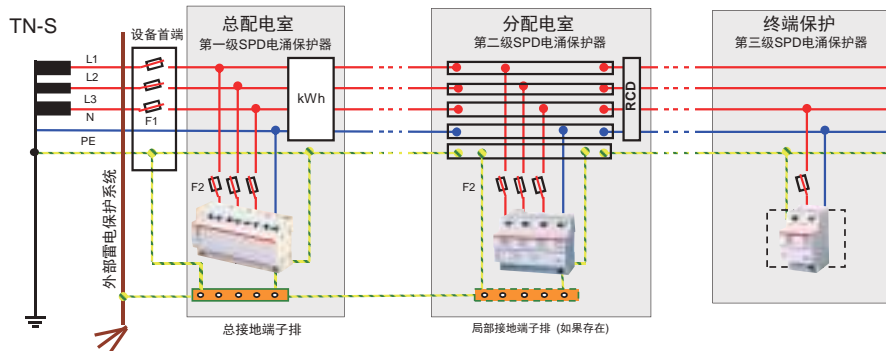 TN-S
设备首端
总配电室
第一级SPD电涌保护器
分配电室
第二级SPD电涌保护器
终端保护
第三级SPD电涌保护器
L1
L2
L3
N
PE
F1
kWh
RCD
F2
F2
外部雷电保护系统
总接地端子排
局部接地端子排 (如果存在)